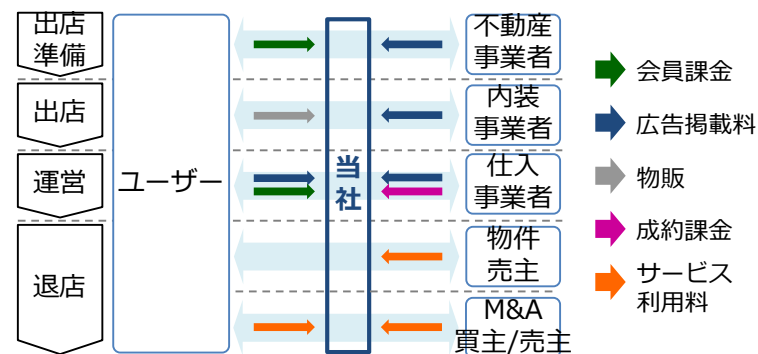 出店
準備
出店
運営
退店
ユーザー
当
社
不動産
事業者
内装
事業者
仕入
事業者
物件
売主
M&A
買主/売主
会員課金
広告掲載料
物販
成約課金
サービス
利用料